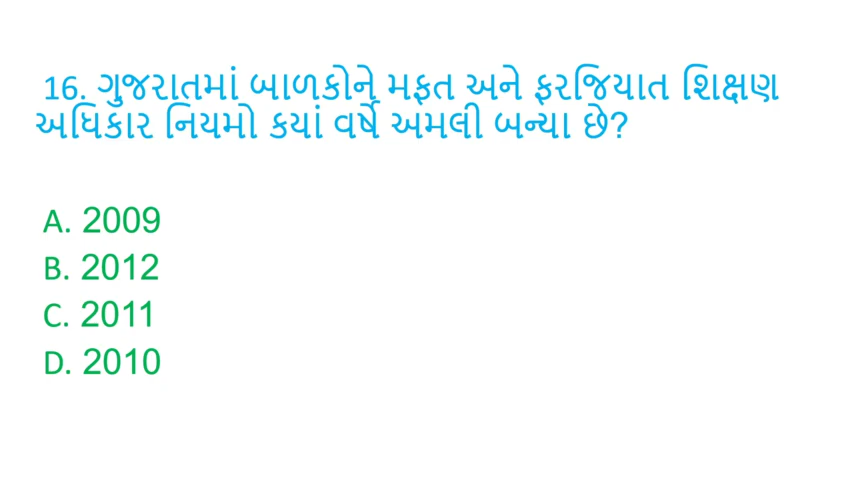 16. ગુજરાતમાં બાળકોને મફત અને ફરજિયાત શિક્ષણ
અધિકાર નિયમો કયાં વર્ષે અમલી બન્યા છે?
A. 2009
B. 2012
C. 2011
D. 2010